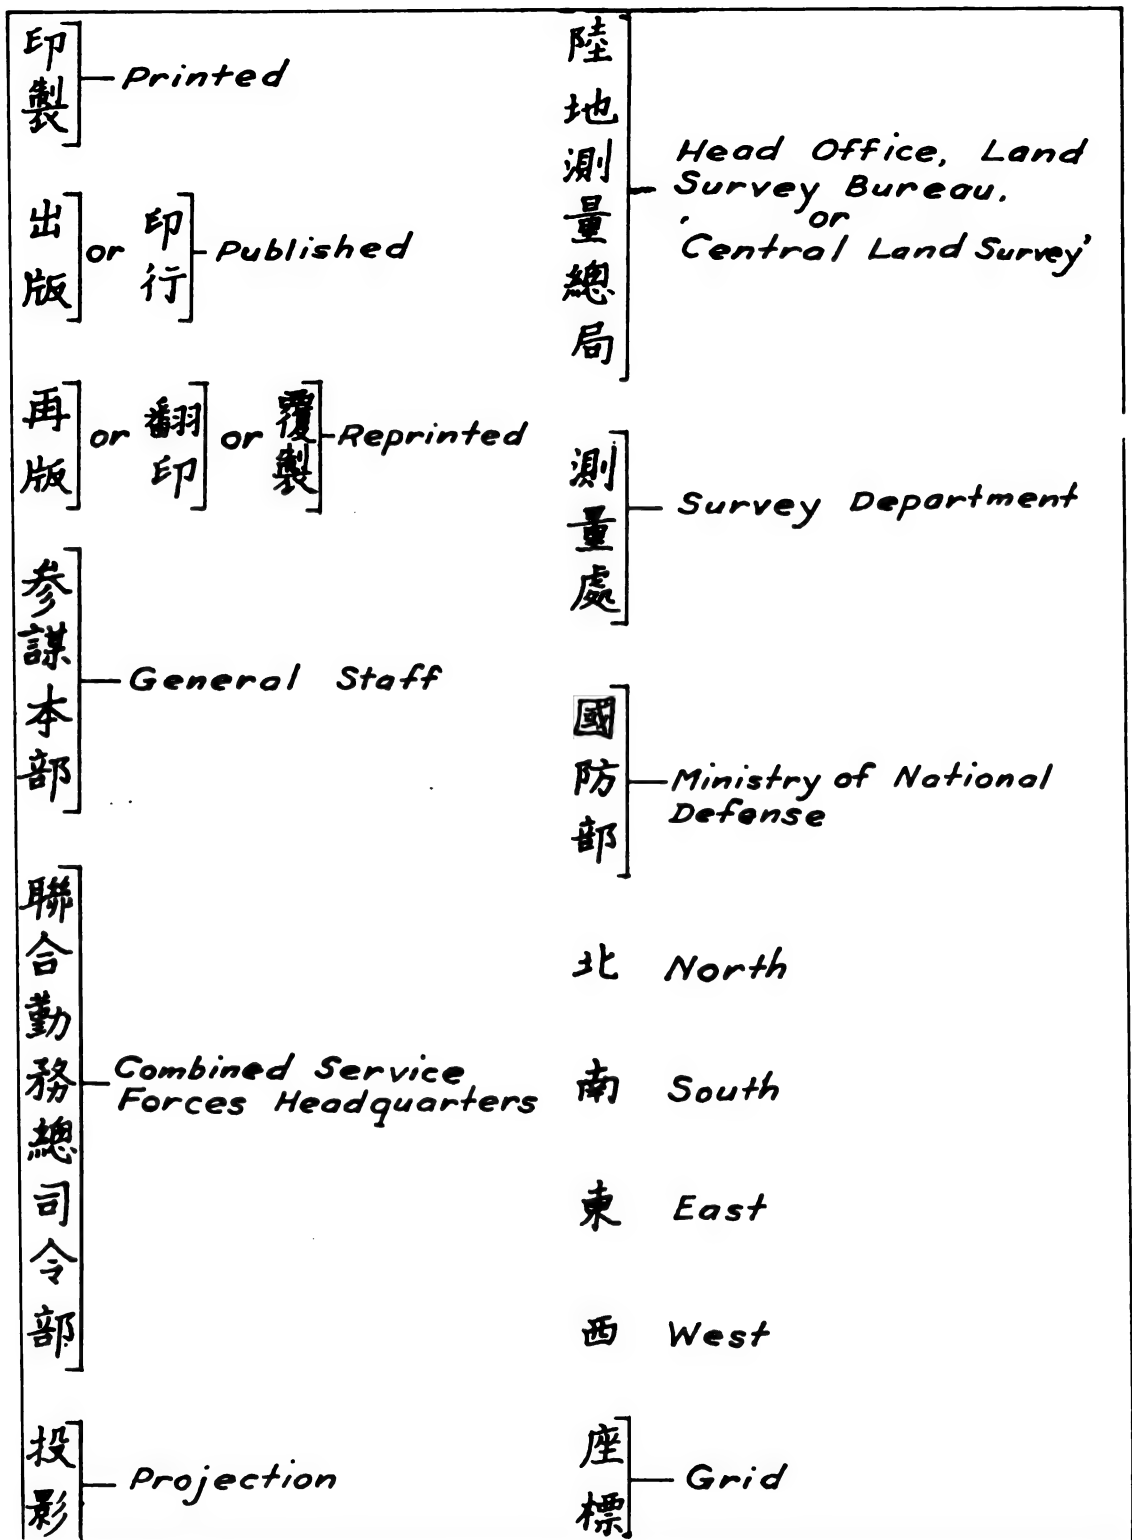 印製 Printed
出版 or 印行 Published
再版 or 翻印 or 覆製 Reprinted
参謀本部 General Staff
聯合勤務總司令部 Combined Service
Forces Headquarters
投影 Projection
陸地測量總局 Head Office, Land
Survey Bureau.
or
'Central Land Survey'
測量處 Survey Department
國防部 Ministry of National
Defense
北 North
南 South
東 East
西 West
座標 Grid